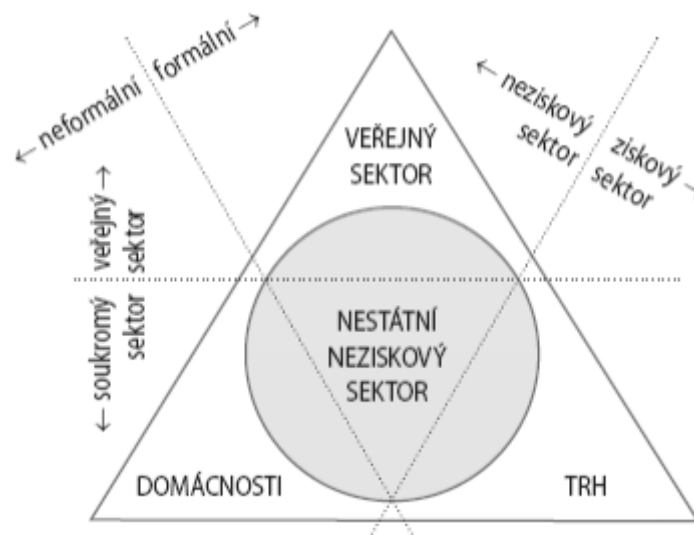 ← neformální formální →
← neziskový ziskový →
sektor sektor
VEŘEJNÝ
SEKTOR
← soukromý veřejný →
sektor sektor
NESTÁTNÍ
NEZISKOVÝ
SEKTOR
DOMÁCNOSTI
TRH